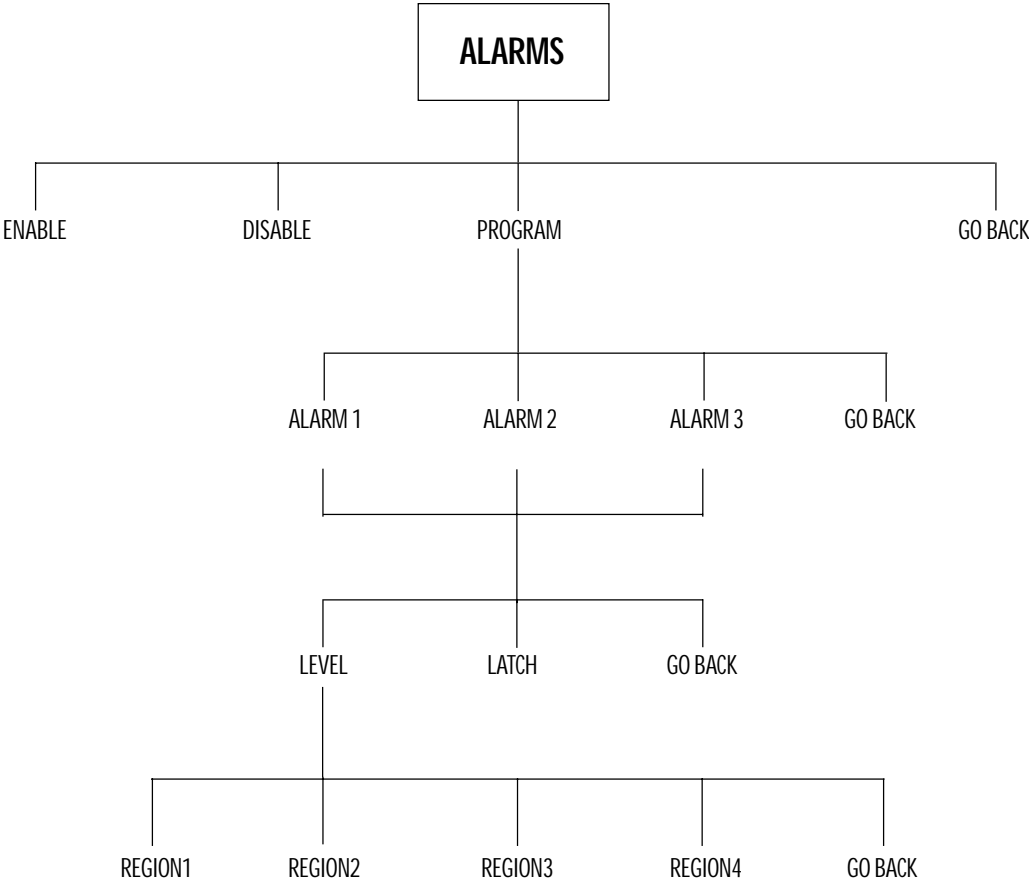 ALARMS
ENABLE DISABLE PROGRAM GO BACK
ALARM 1 ALARM 2 ALARM 3 GO BACK
LEVEL LATCH GO BACK
REGION1 REGION2 REGION3 REGION4 GO BACK